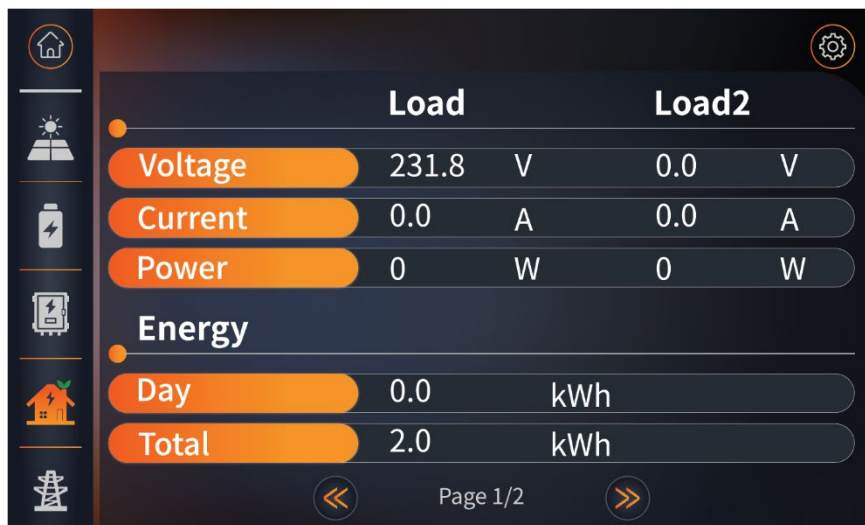 Load Load2
Voltage 231.8 V 0.0 V
Current 0.0 A 0.0 A
Power 0 W 0 W
Energy
Day 0.0 kWh
Total 2.0 kWh
Page 1/2